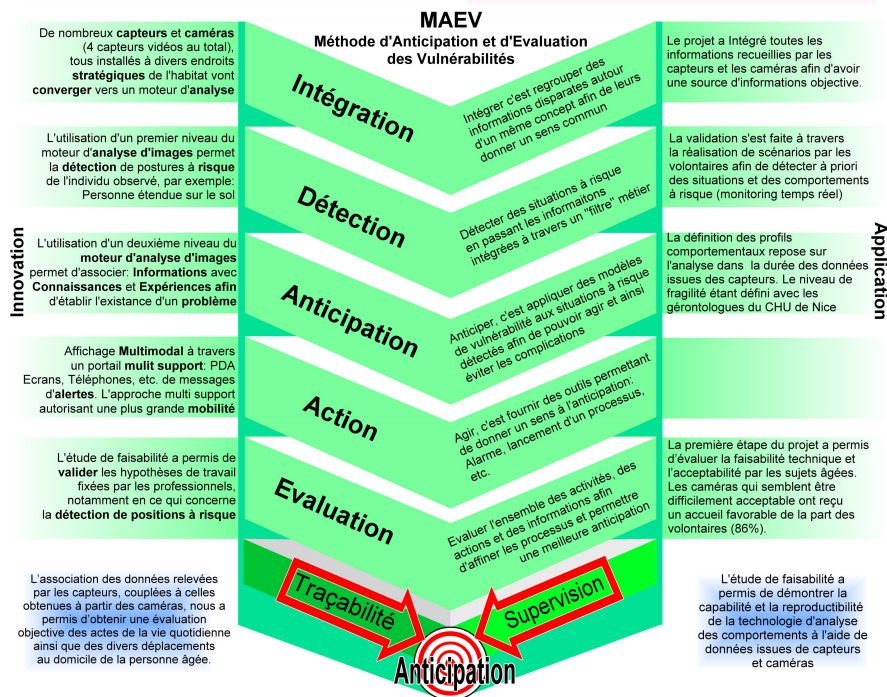 MAEV
Méthode d'Anticipation et d'Evaluation
des Vulnérabilités
Innovation
Application
De nombreux capteurs et caméras
(4 capteurs vidéos au total),
tous installés à divers endroits
stratégiques de l'habitat vont
converger vers un moteur d'analyse
Intégration
Intégrer c'est regrouper des
informations disparates autour
d'un même concept afin de leurs
donner un sens commun
Le projet a Intégré toutes les
informations recueillies par les
capteurs et les caméras afin d'avoir
une source d'informations objective.
L'utilisation d'un premier niveau du
moteur d'analyse d'images permet
la détection de postures à risque
de l'individu observé, par exemple:
Personne étendue sur le sol
Détection
Détecter des situations à risque
en passant les informaitons
intégrées à travers un "filtre" métier
La validation s'est faite à travers
la réalisation de scénarios par les
volontaires afin de détecter à priori
des situations et des comportements
à risque (monitoring temps réel)
L'utilisation d'un deuxième niveau du
moteur d'analyse d'images
permet d'associer: Informations avec
Connaissances et Expériences afin
d'établir l'existance d'un problème
Anticipation
Anticiper, c'est appliquer des modèles
de vulnérabilité aux situations à risque
détectés afin de pouvoir agir et ainsi
éviter les complications
La définition des profils
comportementaux repose sur
l'analyse dans la durée des données
issues des capteurs. Le niveau de
fragilité étant défini avec les
gérontologues du CHU de Nice
Affichage Multimodal à travers
un portail mulit support: PDA
Ecrans, Téléphones, etc. de messages
d'alertes. L'approche multi support
autorisant une plus grande mobilité
Action
Agir, c'est fournir des outils permettant
de donner un sens à l'anticipation:
Alarme, lancement d'un processus,
etc.
L'étude de faisabilité a permis de
valider les hypothèses de travail
fixées par les professionnels,
notamment en ce qui concerne
la détection de positions à risque
Evaluation
Evaluer l'ensemble des activités, des
actions et des informations afin
d'affiner les processus et permettre
une meilleure anticipation
La première étape du projet a permis
d'évaluer la faisabilité technique et
l'acceptabilité par les sujets âgées.
Les caméras qui semblent être
difficilement acceptable ont reçu
un accueil favorable de la part des
volontaires (86%).
L'association des données relevées
par les capteurs, couplées à celles
obtenues à partir des caméras, nous a
permis d'obtenir une évaluation
objective des actes de la vie quotidienne
ainsi que des divers déplacements
au domicile de la personne âgée.
Traçabilité
Supervision
Anticipation
L'étude de faisabilité a
permis de démontrer la
capabilité et la reproductibilité
de la technologie d'analyse
des comportements à l'aide de
données issues de capteurs
et caméras